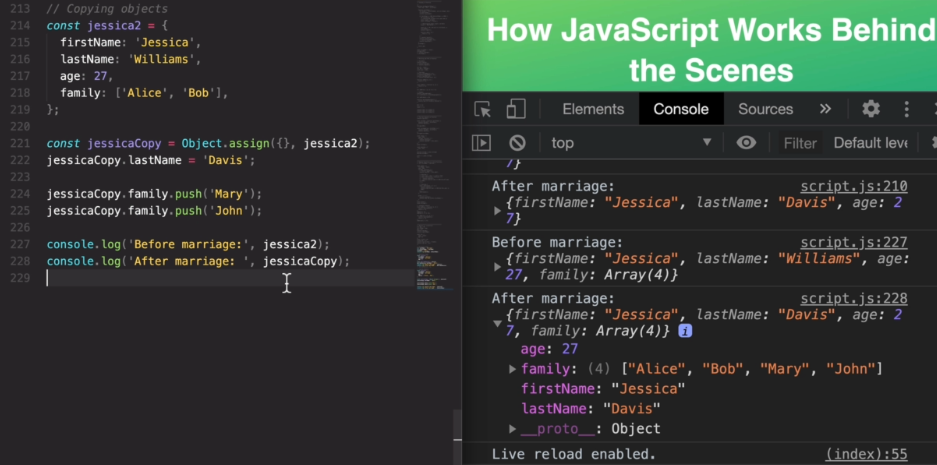 213 // Copying objects
214 const jessica2 = {
215   firstName: 'Jessica',
216   lastName: 'Williams',
217   age: 27,
218   family: ['Alice', 'Bob'],
219 };
220
221 const jessicaCopy = Object.assign({}, jessica2);
222 jessicaCopy.lastName = 'Davis';
223
224 jessicaCopy.family.push('Mary');
225 jessicaCopy.family.push('John');
226
227 console.log('Before marriage:', jessica2);
228 console.log('After marriage: ', jessicaCopy);
229
How JavaScript Works Behind
the Scenes
Elements Console Sources »
top Filter Default leve
7}
After marriage: script.js:210
{firstName: "Jessica", lastName: "Davis", age: 2
7}
Before marriage: script.js:227
{firstName: "Jessica", lastName: "Williams", age:
27, family: Array(4)}
After marriage: script.js:228
{firstName: "Jessica", lastName: "Davis", age: 2
7, family: Array(4)} i
age: 27
family: (4) ["Alice", "Bob", "Mary", "John"]
firstName: "Jessica"
lastName: "Davis"
__proto__: Object
Live reload enabled. (index):55